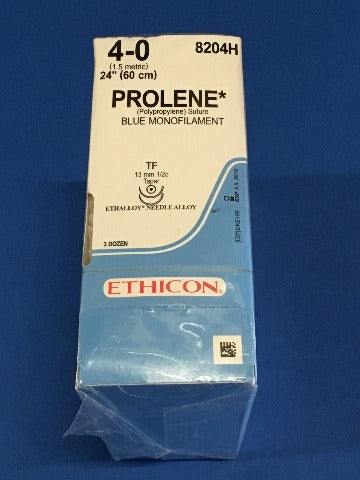 4-0
8204H
(1.5 metric)
24" (60 cm)
PROLENE*
(Polypropylene) Suture
BLUE MONOFILAMENT
TF
13 mm 1/2c
Taper
ETHALLOY* NEEDLE ALLOY
3 DOZEN
ETHICON